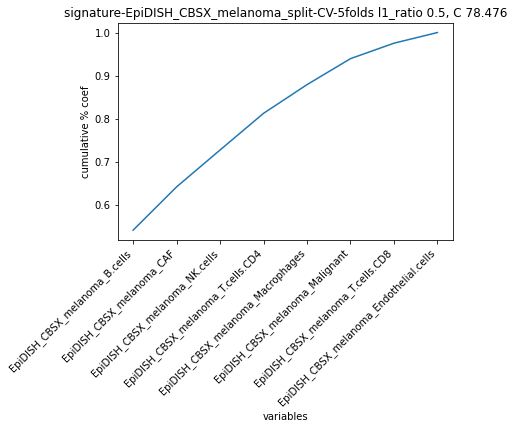 signature-EpiDISH_CBSX_melanoma_split-CV-5folds l1_ratio 0.5, C 78.476
1.0
0.9
0.8
0.7
0.6
cumulative % coef
EpiDISH_CBSX_melanoma_B.cells
EpiDISH_CBSX_melanoma_CAF
EpiDISH_CBSX_melanoma_NK.cells
EpiDISH_CBSX_melanoma_T.cells.CD4
EpiDISH_CBSX_melanoma_Macrophages
EpiDISH_CBSX_melanoma_Malignant
EpiDISH_CBSX_melanoma_T.cells.CD8
EpiDISH_CBSX_melanoma_Endothelial.cells
variables